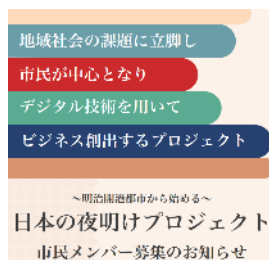 地域社会の課題に立脚し
市民が中心となり
デジタル技術を用いて
ビジネス創出するプロジェクト
～明治開港都市から始める～
日本の夜明けプロジェクト
市民メンバー募集のお知らせ